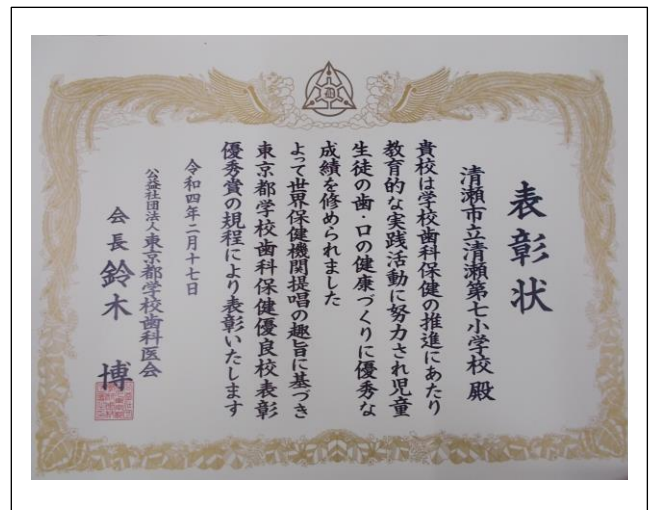 表彰状
清瀬市立清瀬第七小学校 殿
貴校は学校歯科保健の推進にあたり
教育的な実践活動に努力され児童
生徒の歯・口の健康づくりに優秀な
成績を修められました
よって世界保健機関提唱の趣旨に基づき
東京都学校歯科保健優良校表彰
優秀賞の規程により表彰いたします
令和四年二月十七日
公益社団法人東京都学校歯科医会
会長 鈴木 博